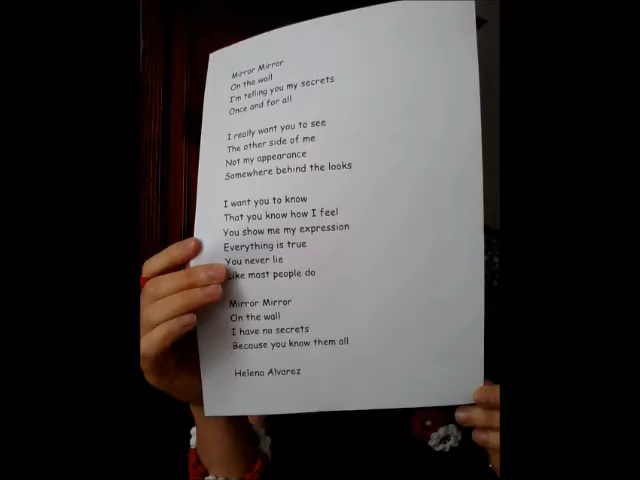 Mirror Mirror
On the wall
I'm telling you my secrets
Once and for all
I really want you to see
The other side of me
Not my appearance
Somewhere behind the looks
I want you to know
That you know how I feel
You show me my expression
Everything is true
You never lie
Like most people do
Mirror Mirror
On the wall
I have no secrets
Because you know them all
Helena Alvarez